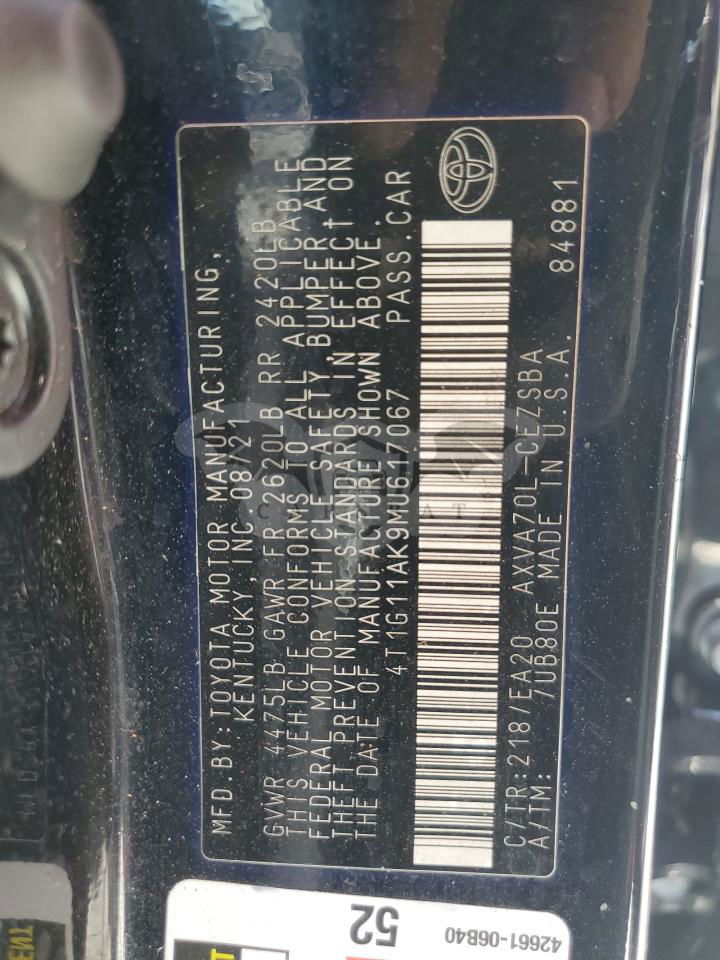 MFD.BY:TOYOTA MOTOR MANUFACTURING,
KENTUCKY, INC 08/21
GVWR 4475LB GAWR FR 2620LB RR 2420LB
THIS VEHICLE CONFORMS TO ALL APPLICABLE
FEDERAL MOTOR VEHICLE SAFETY, BUMPER AND
THEFT PREVENTION STANDARDS IN EFFECT ON
THE DATE OF MANUFACTURE SHOWN ABOVE.
4T1G11AK9MU617067 PASS.CAR
C/TR:218/EA20 AXVA70L-CEZSBA
A/TM: 7UB80E MADE IN U.S.A. 84881
52
42661-06B40